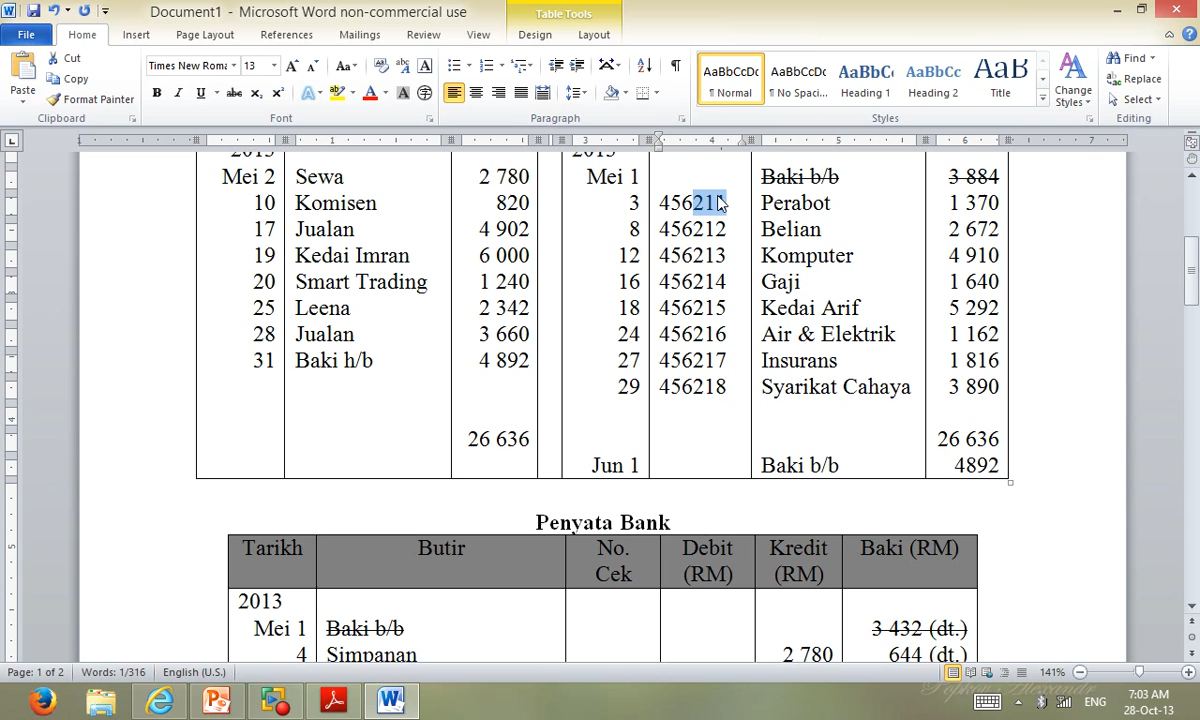 Document1 - Microsoft Word non-commercial use
Table Tools
File Home Insert Page Layout References Mailings Review View Design Layout
Paste
Cut
Copy
Format Painter
Clipboard
Times New Roma 13
Font
Paragraph
AaBbCcDc AaBbCcDc AaBbCc AaBbCc AaB
¶ Normal ¶ No Spaci... Heading 1 Heading 2 Title
Change Styles
Styles
Find
Replace
Select
Editing
2013 2013
Mei 2 Sewa 2 780 Mei 1 Baki b/b 3 884
10 Komisen 820 3 456211 Perabot 1 370
17 Jualan 4 902 8 456212 Belian 2 672
19 Kedai Imran 6 000 12 456213 Komputer 4 910
20 Smart Trading 1 240 16 456214 Gaji 1 640
25 Leena 2 342 18 456215 Kedai Arif 5 292
28 Jualan 3 660 24 456216 Air & Elektrik 1 162
31 Baki h/b 4 892 27 456217 Insurans 1 816
29 456218 Syarikat Cahaya 3 890
26 636 26 636
Jun 1 Baki b/b 4892
Penyata Bank
Tarikh Butir No. Cek Debit (RM) Kredit (RM) Baki (RM)
2013
Mei 1 Baki b/b 3 432 (dt.)
4 Simpanan 2 780 644 (dt.)
Page: 1 of 2 Words: 1/316 English (U.S.) 141%
ENG
7:03 AM
28-Oct-13